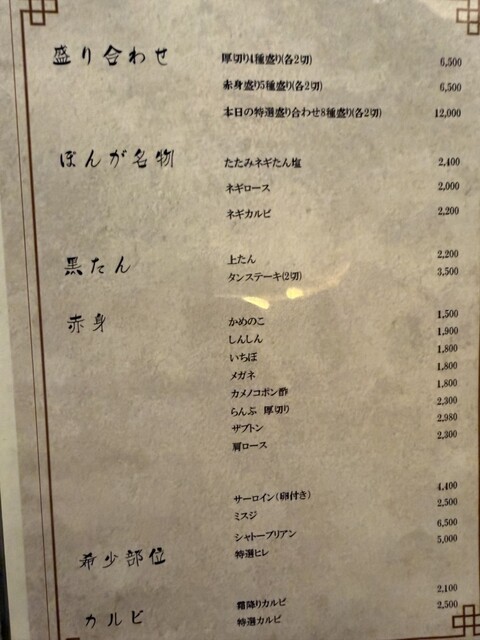 盛り合わせ
厚切り4種盛り(各2切) 6,500
赤身盛り5種盛り(各2切) 6,500
本日の特選盛り合わせ8種盛り(各2切) 12,000
ぽんが名物
たたみネギたん塩 2,400
ネギロース 2,000
ネギカルビ 2,200
黒たん
上たん 2,200
タンステーキ(2切) 3,500
赤身
かめのこ 1,500
しんしん 1,900
いちぼ 1,800
メガネ 1,800
カメノコポン酢 1,800
らんぷ 厚切り 2,300
ザブトン 2,980
肩ロース 2,300
サーロイン(卵付き) 4,400
ミスジ 2,500
シャトーブリアン 6,500
希少部位
特選ヒレ 5,000
カルビ
霜降りカルビ 2,100
特選カルビ 2,500